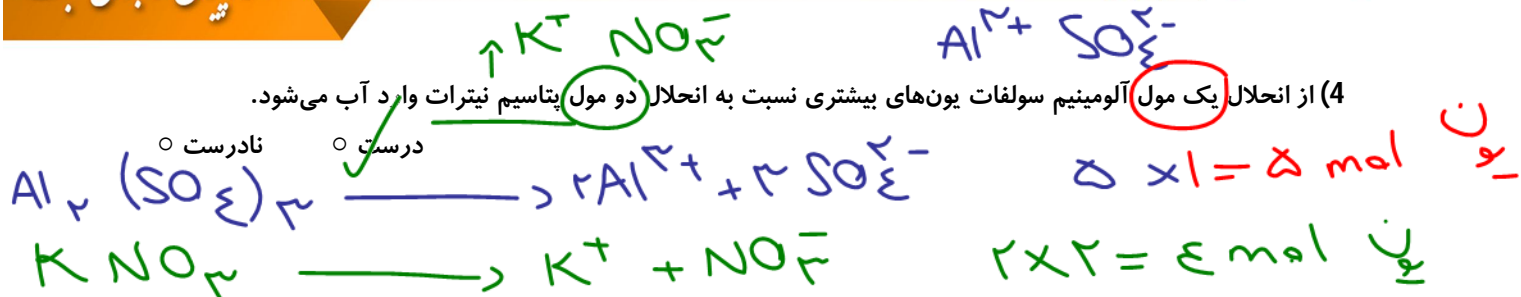 K⁺ NO₃⁻ Al³⁺ SO₄²⁻
4) از انحلال یک مول آلومینیم سولفات یون‌های بیشتری نسبت به انحلال دو مول پتاسیم نیترات وارد آب می‌شود.
درست ○ نادرست ○
Al₂ (SO₄)₃ → ۲Al³⁺ + ۳SO₄²⁻ ۵ × ۱ = ۵ mol یون
KNO₃ → K⁺ + NO₃⁻ ۲×۲ = ۴ mol یون